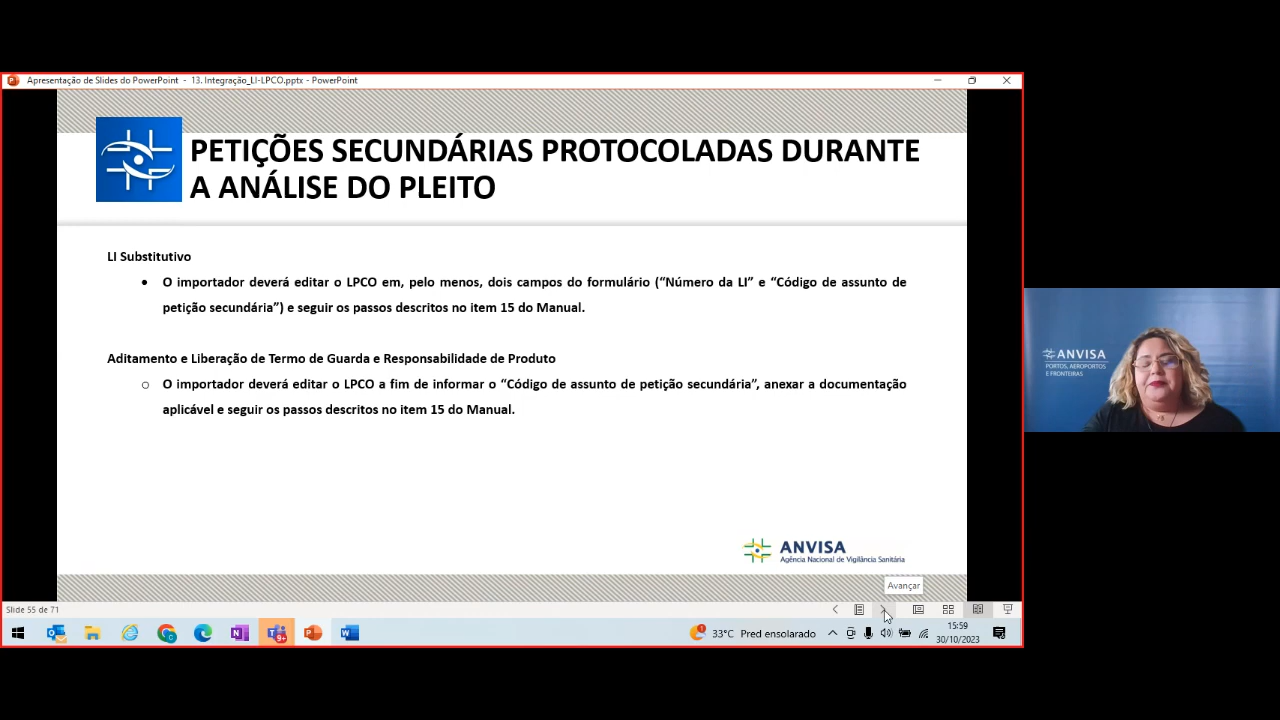 Apresentação de Slides do PowerPoint - 13. Integração_LI-LPCO.pptx - PowerPoint
PETIÇÕES SECUNDÁRIAS PROTOCOLADAS DURANTE
A ANÁLISE DO PLEITO
LI Substitutivo
• O importador deverá editar o LPCO em, pelo menos, dois campos do formulário (“Número da LI” e “Código de assunto de
petição secundária”) e seguir os passos descritos no item 15 do Manual.
Aditamento e Liberação de Termo de Guarda e Responsabilidade de Produto
○ O importador deverá editar o LPCO a fim de informar o “Código de assunto de petição secundária”, anexar a documentação
aplicável e seguir os passos descritos no item 15 do Manual.
ANVISA
Agência Nacional de Vigilância Sanitária
Avançar
Slide 55 de 71
33°C Pred ensolarado
15:59
30/10/2023
9+
1
ANVISA
PORTOS, AEROPORTOS
E FRONTEIRAS